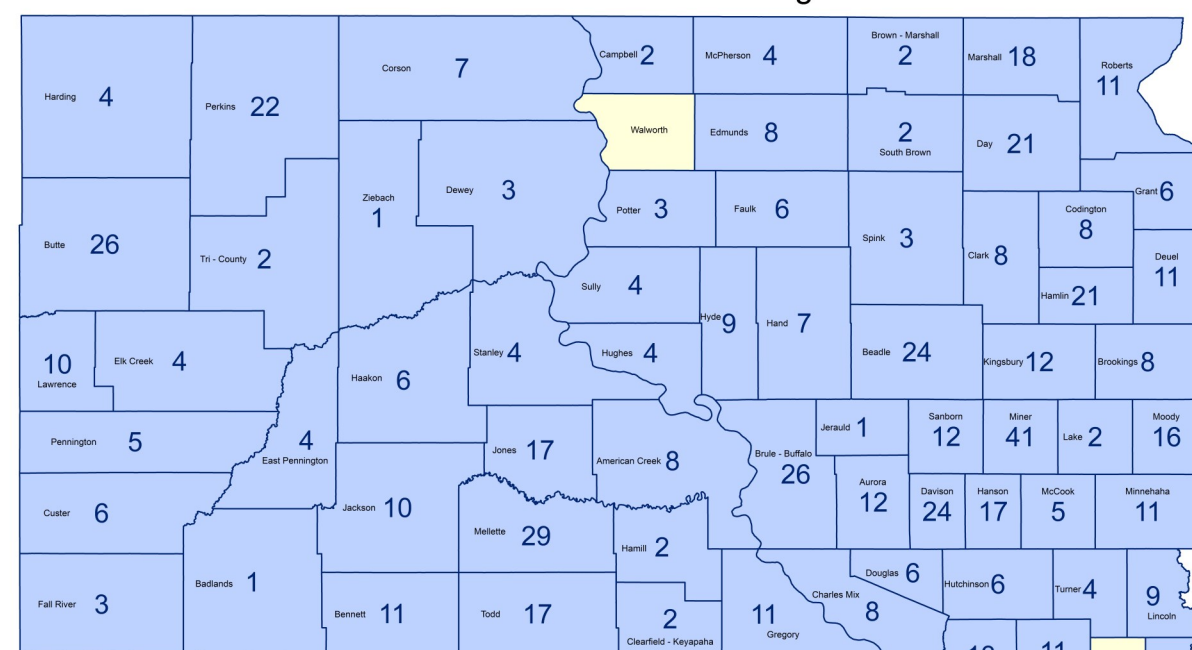 Harding 4
Perkins 22
Corson 7
Campbell 2
McPherson 4
Brown - Marshall
2
Marshall 18
Roberts
11
Walworth
Edmunds 8
2
South Brown
Day 21
Grant 6
Butte 26
Tri - County 2
Ziebach
1
Dewey 3
Potter 3
Faulk 6
Spink 3
Clark 8
Codington
8
Deuel
11
Hamlin 21
Sully 4
Hyde 9
Hand 7
10
Lawrence
Elk Creek 4
Haakon 6
Stanley 4
Hughes 4
Beadle 24
Kingsbury 12
Brookings 8
Pennington 5
4
East Pennington
Jones 17
American Creek 8
Brule - Buffalo
26
Jerauld 1
Sanborn
12
Miner
41
Lake 2
Moody
16
Custer 6
Jackson 10
Mellette 29
Hamill 2
Aurora
12
Davison
24
Hanson
17
McCook
5
Minnehaha
11
Fall River 3
Badlands 1
Bennett 11
Todd 17
2
Clearfield - Keyapaha
11
Gregory
Charles Mix
8
Douglas 6
Hutchinson 6
Turner 4
9
Lincoln